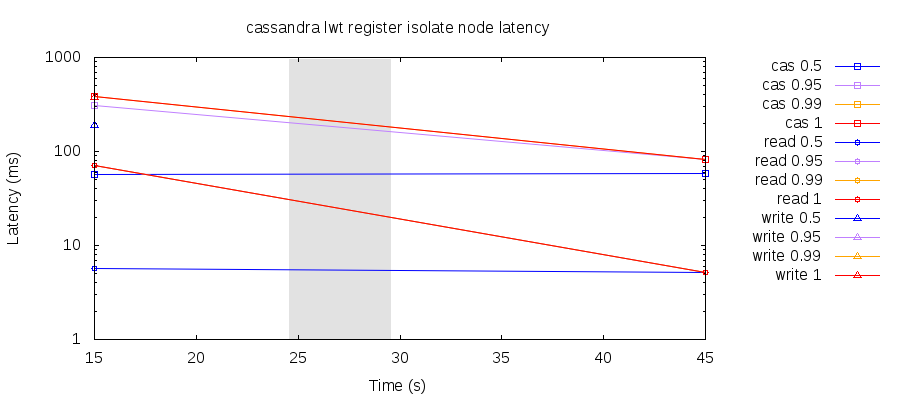 cassandra lwt register isolate node latency
1000
100
10
1
Latency (ms)
15 20 25 30 35 40 45
Time (s)
cas 0.5
cas 0.95
cas 0.99
cas 1
read 0.5
read 0.95
read 0.99
read 1
write 0.5
write 0.95
write 0.99
write 1